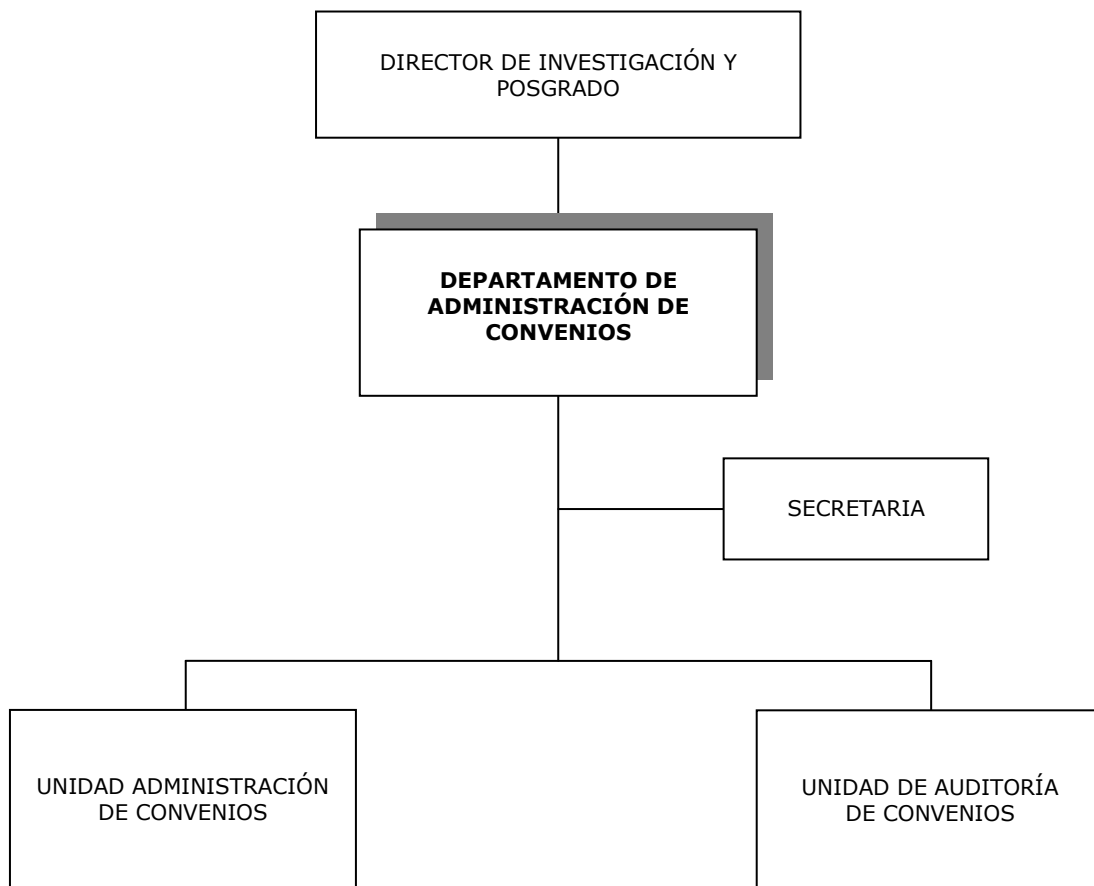 DIRECTOR DE INVESTIGACIÓN Y
POSGRADO
DEPARTAMENTO DE
ADMINISTRACIÓN DE
CONVENIOS
SECRETARIA
UNIDAD ADMINISTRACIÓN
DE CONVENIOS
UNIDAD DE AUDITORÍA
DE CONVENIOS